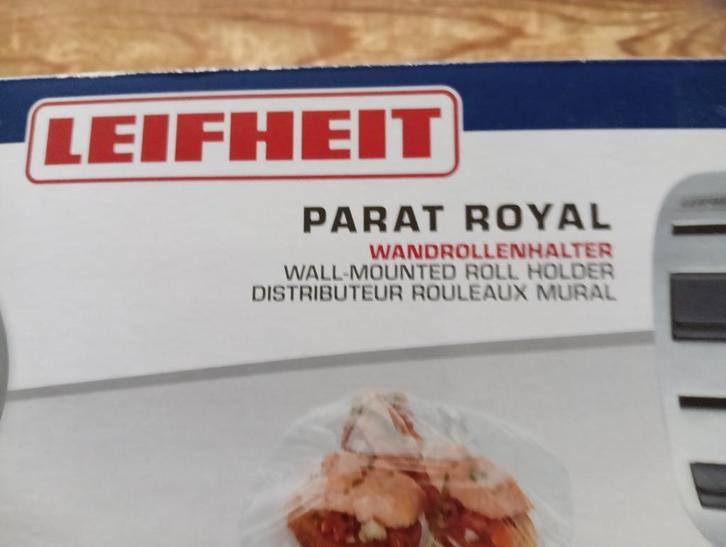 LEIFHEIT
PARAT ROYAL
WANDROLLENHALTER
WALL-MOUNTED ROLL HOLDER
DISTRIBUTEUR ROULEAUX MURAL